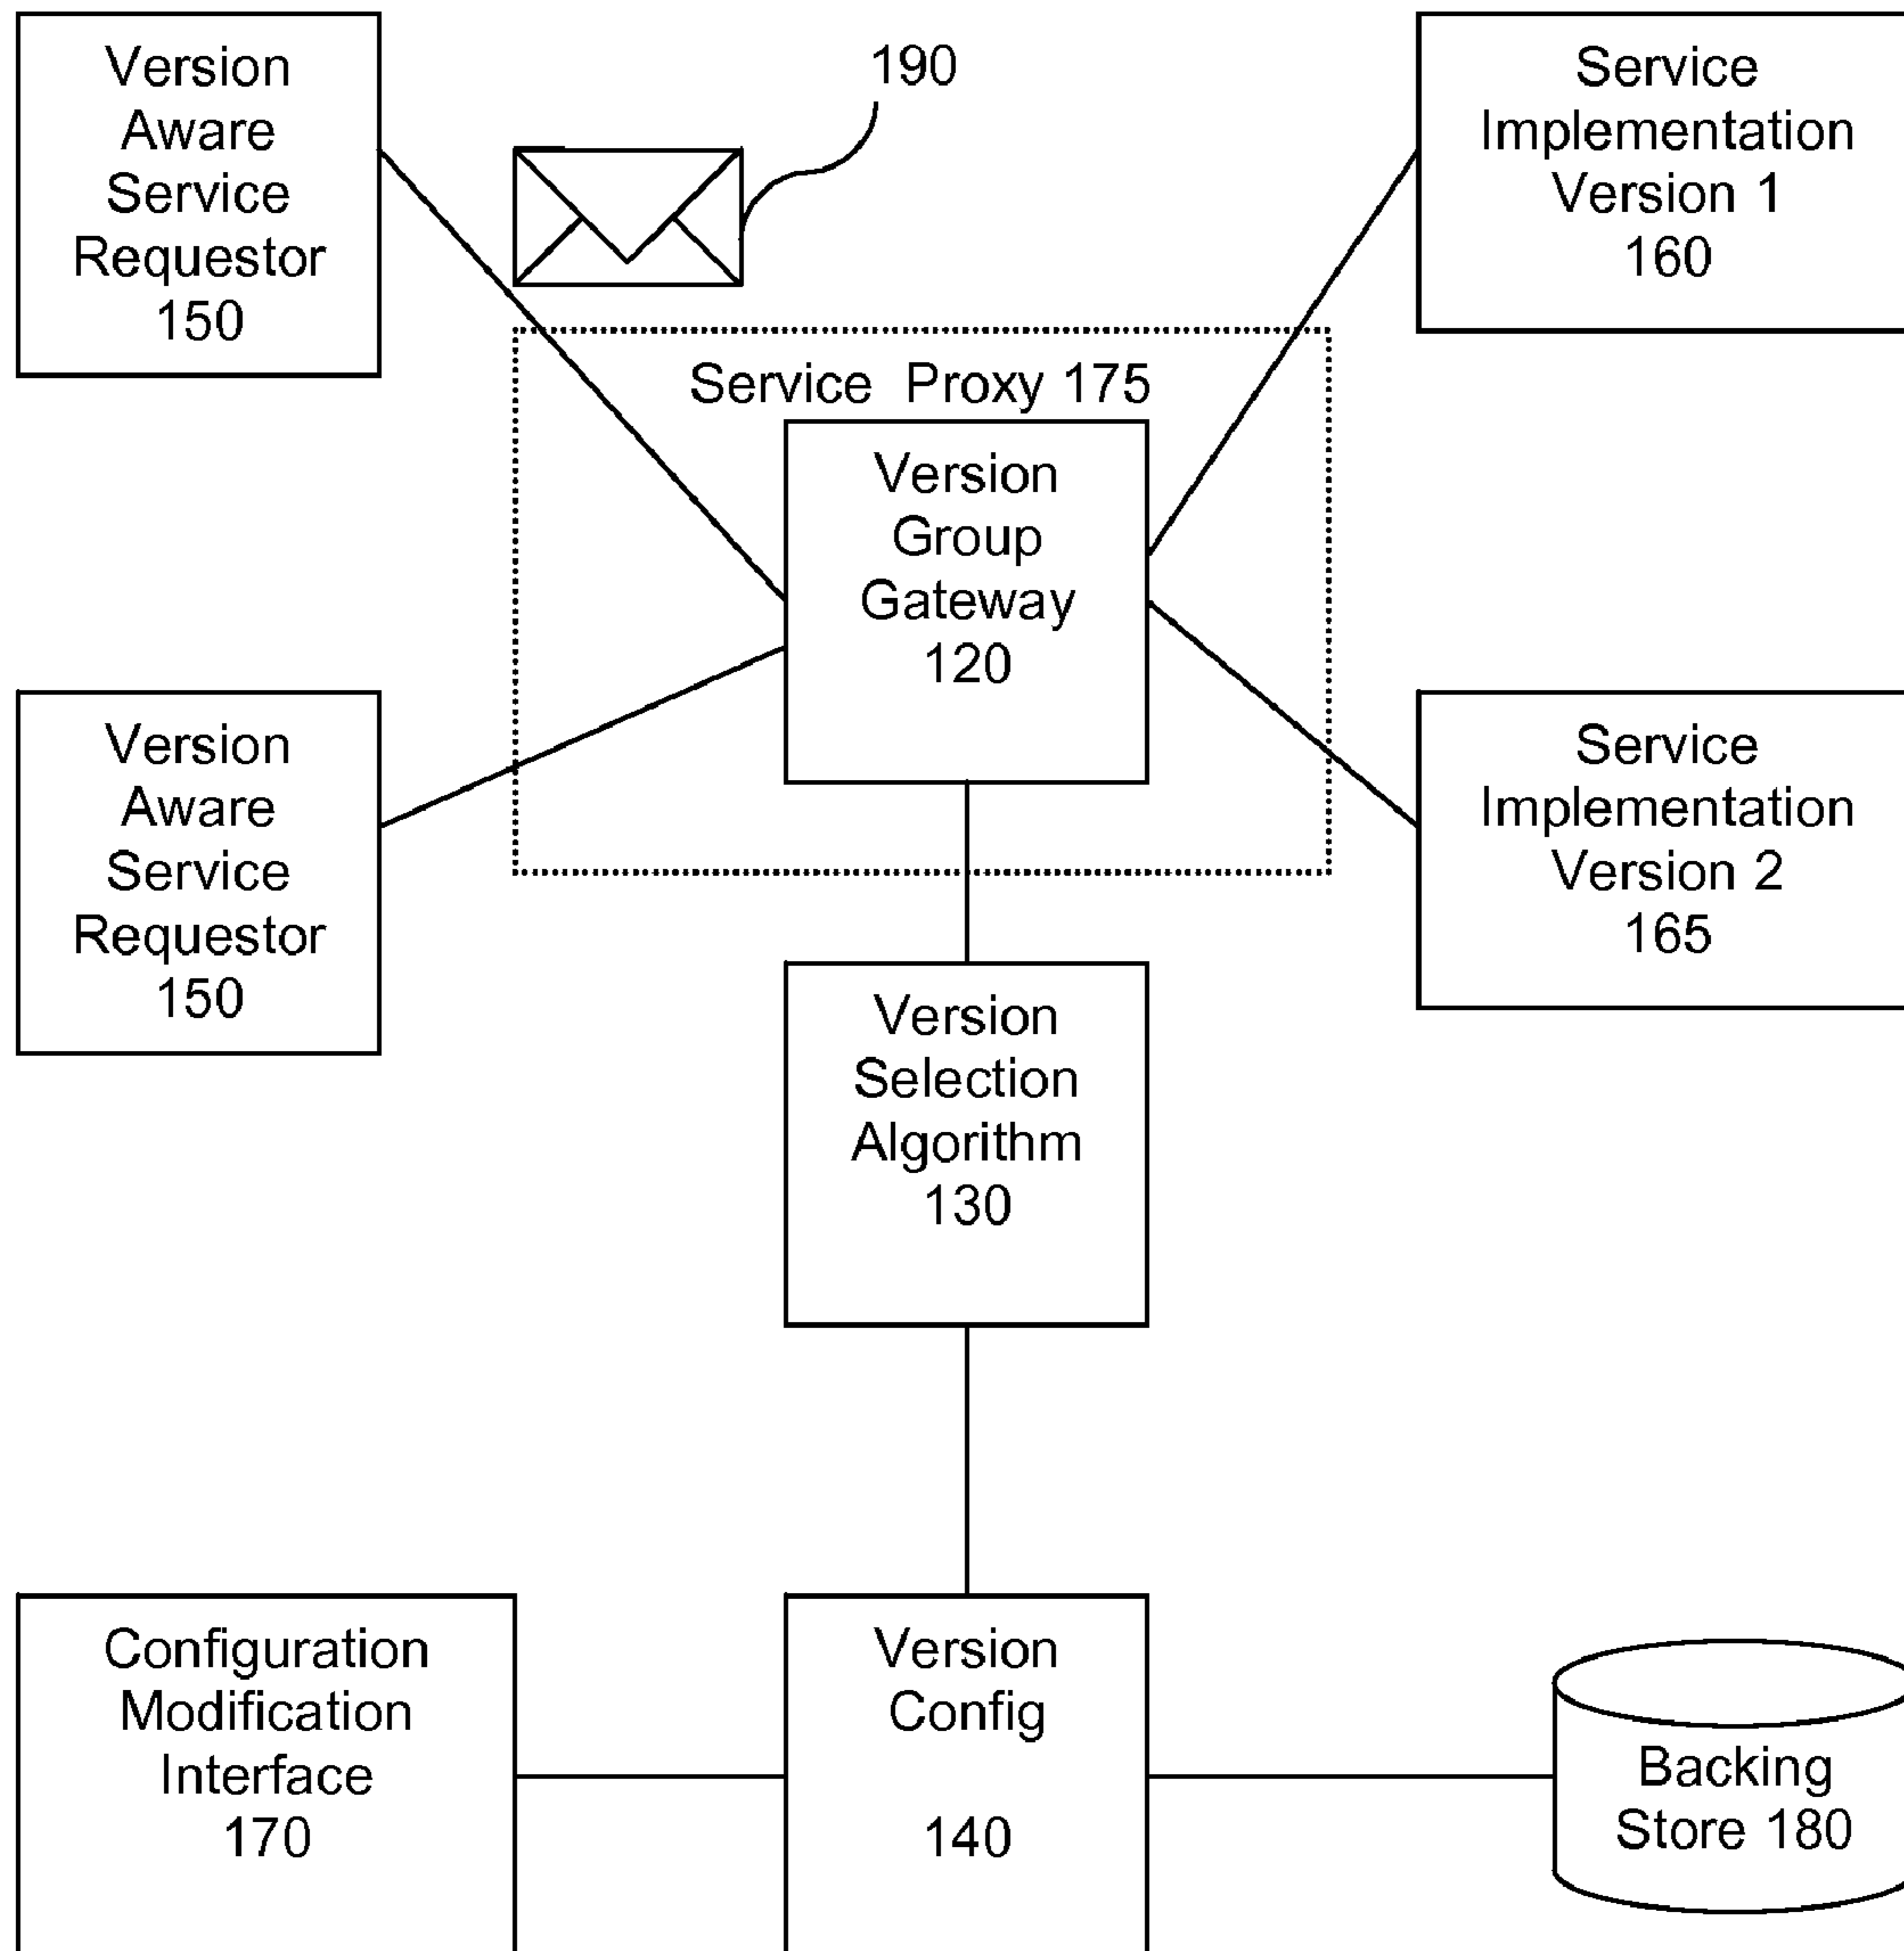 Version
Aware
Service
Requestor
150
190
Service
Implementation
Version 1
160
Service Proxy 175
Version
Group
Gateway
120
Version
Aware
Service
Requestor
150
Service
Implementation
Version 2
165
Version
Selection
Algorithm
130
Configuration
Modification
Interface
170
Version
Config
140
Backing
Store 180